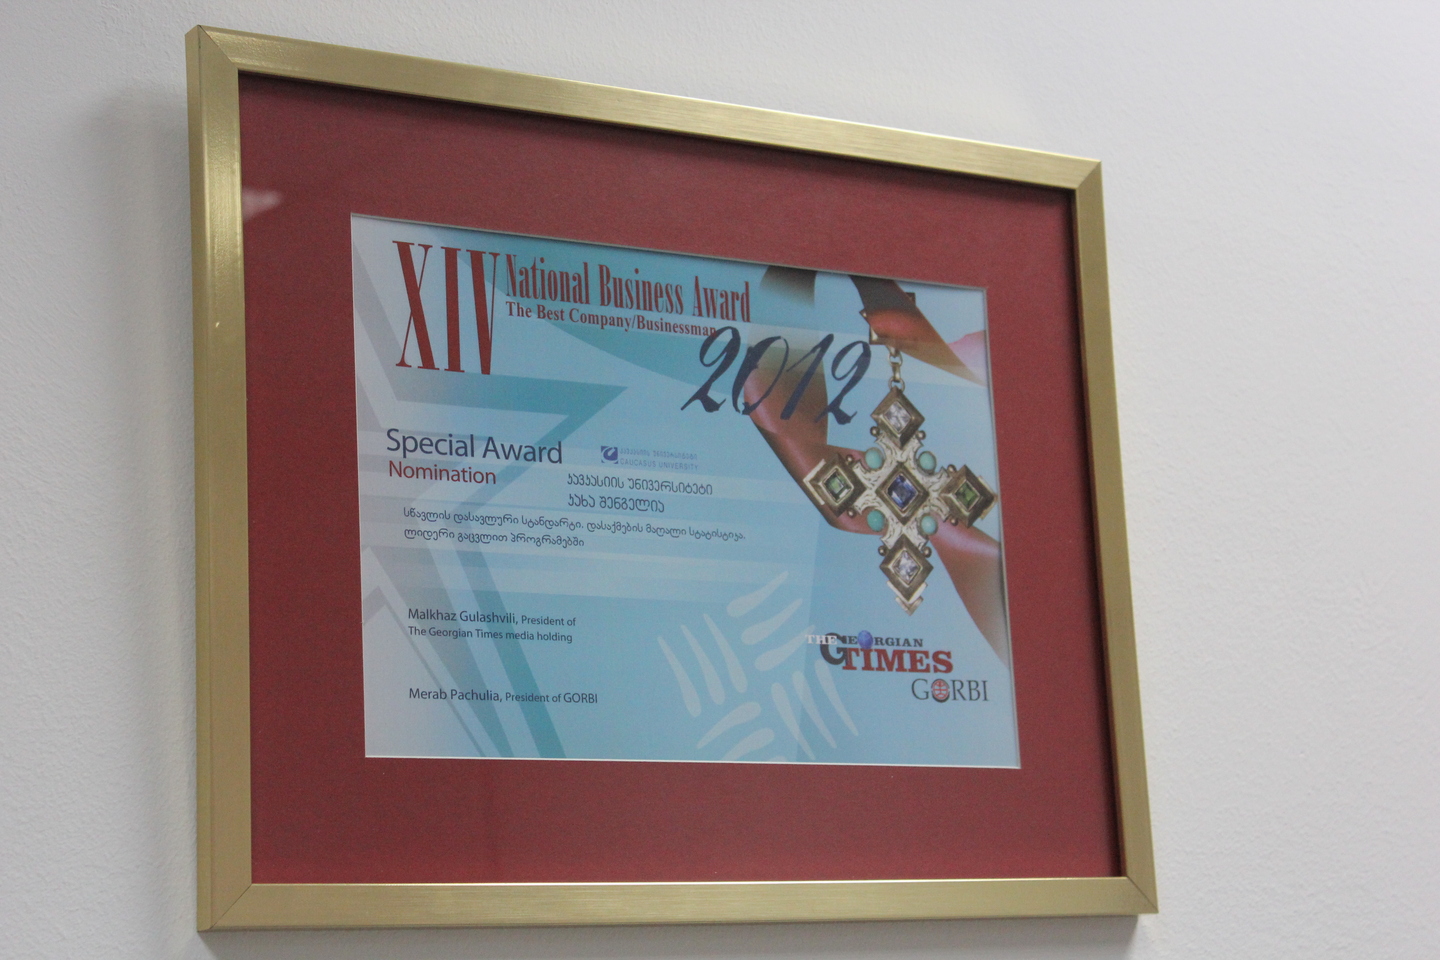 XIV National Business Award
The Best Company/Businessman
2012
Special Award
Nomination
კავკასიის უნივერსიტეტი
CAUCASUS UNIVERSITY
კავკასიის უნივერსიტეტი
კახა შენგელია
სწავლის დასავლური სტანდარტი. დასაქმების მაღალი სტატისტიკა.
ლიდერი გაცვლით პროგრამებში
Malkhaz Gulashvili, President of
The Georgian Times media holding
Merab Pachulia, President of GORBI
THE GEORGIAN
TIMES
GORBI